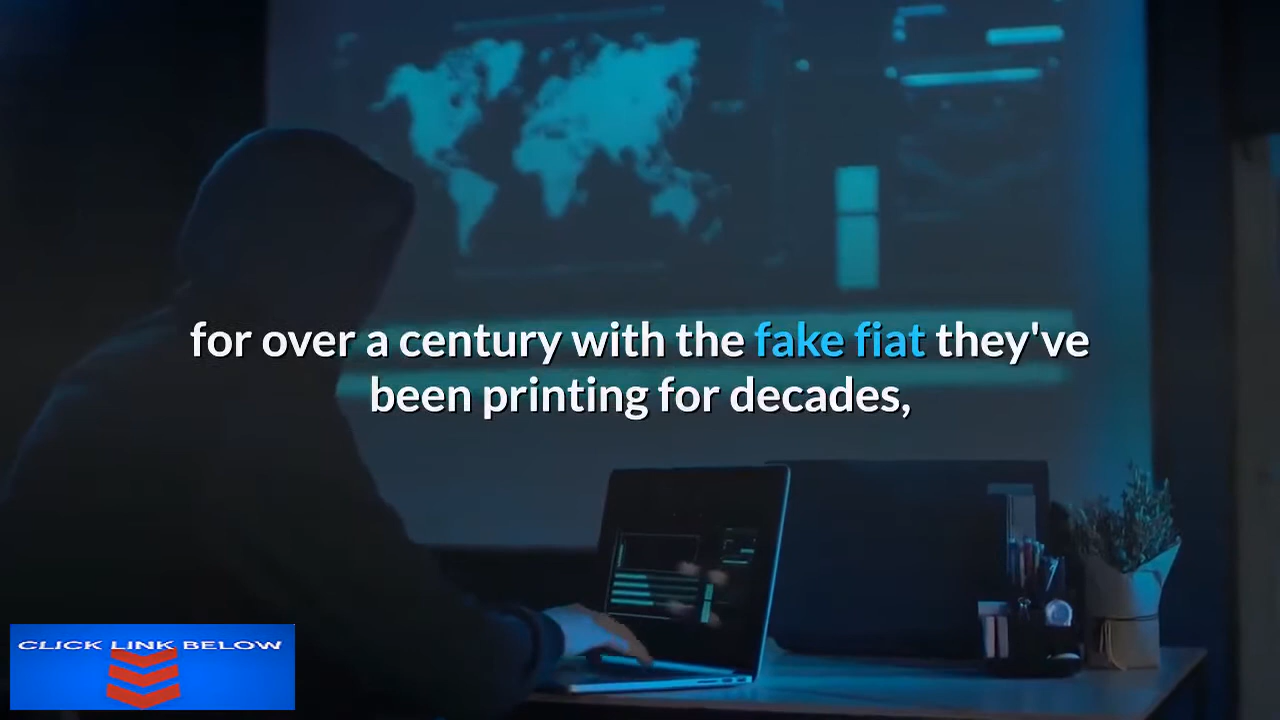 for over a century with the fake fiat they've
been printing for decades,
CLICK LINK BELOW